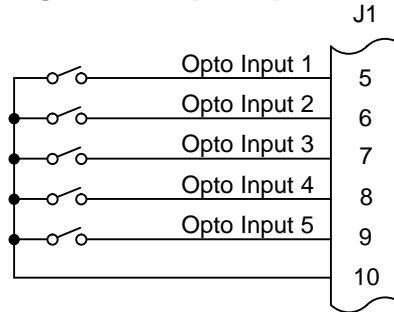 J1
Opto Input 1 5
Opto Input 2 6
Opto Input 3 7
Opto Input 4 8
Opto Input 5 9
10